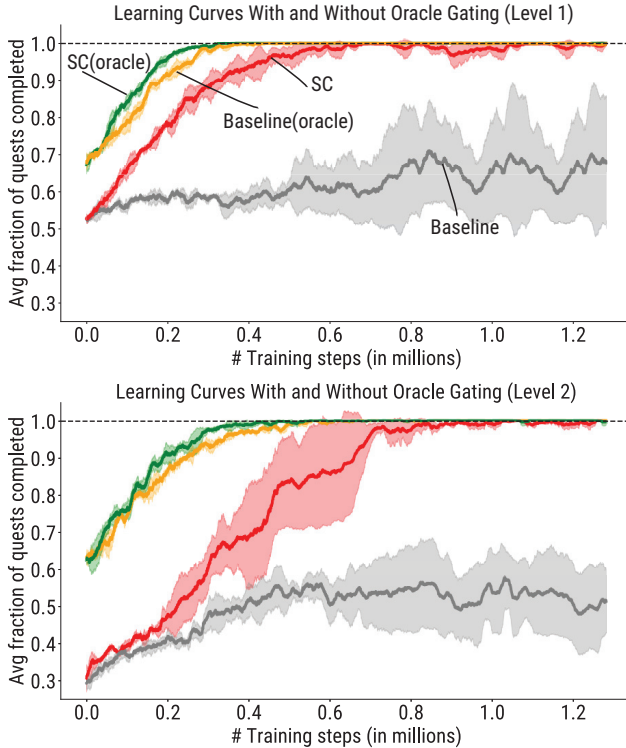 Learning Curves With and Without Oracle Gating (Level 1)
Avg fraction of quests completed
1.0
0.9
0.8
0.7
0.6
0.5
0.4
0.3
SC(oracle)
SC
Baseline(oracle)
Baseline
0.0 0.2 0.4 0.6 0.8 1.0 1.2
# Training steps (in millions)
Learning Curves With and Without Oracle Gating (Level 2)
Avg fraction of quests completed
1.0
0.9
0.8
0.7
0.6
0.5
0.4
0.3
0.0 0.2 0.4 0.6 0.8 1.0 1.2
# Training steps (in millions)